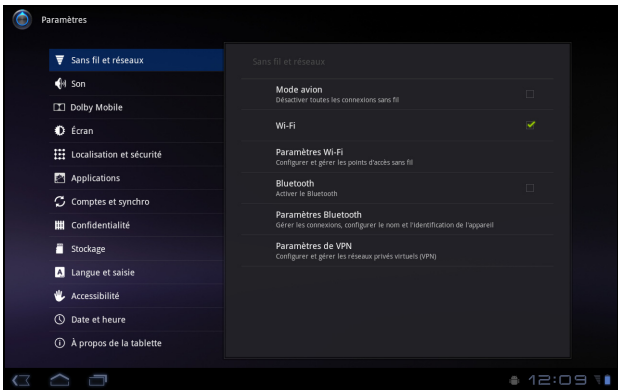 Paramètres
Sans fil et réseaux
Son
Dolby Mobile
Écran
Localisation et sécurité
Applications
Comptes et synchro
Confidentialité
Stockage
Langue et saisie
Accessibilité
Date et heure
À propos de la tablette
Sans fil et réseaux
Mode avion
Désactiver toutes les connexions sans fil
Wi-Fi
Paramètres Wi-Fi
Configurer et gérer les points d'accès sans fil
Bluetooth
Activer le Bluetooth
Paramètres Bluetooth
Gérer les connexions, configurer le nom et l'identification de l'appareil
Paramètres de VPN
Configurer et gérer les réseaux privés virtuels (VPN)
12:09